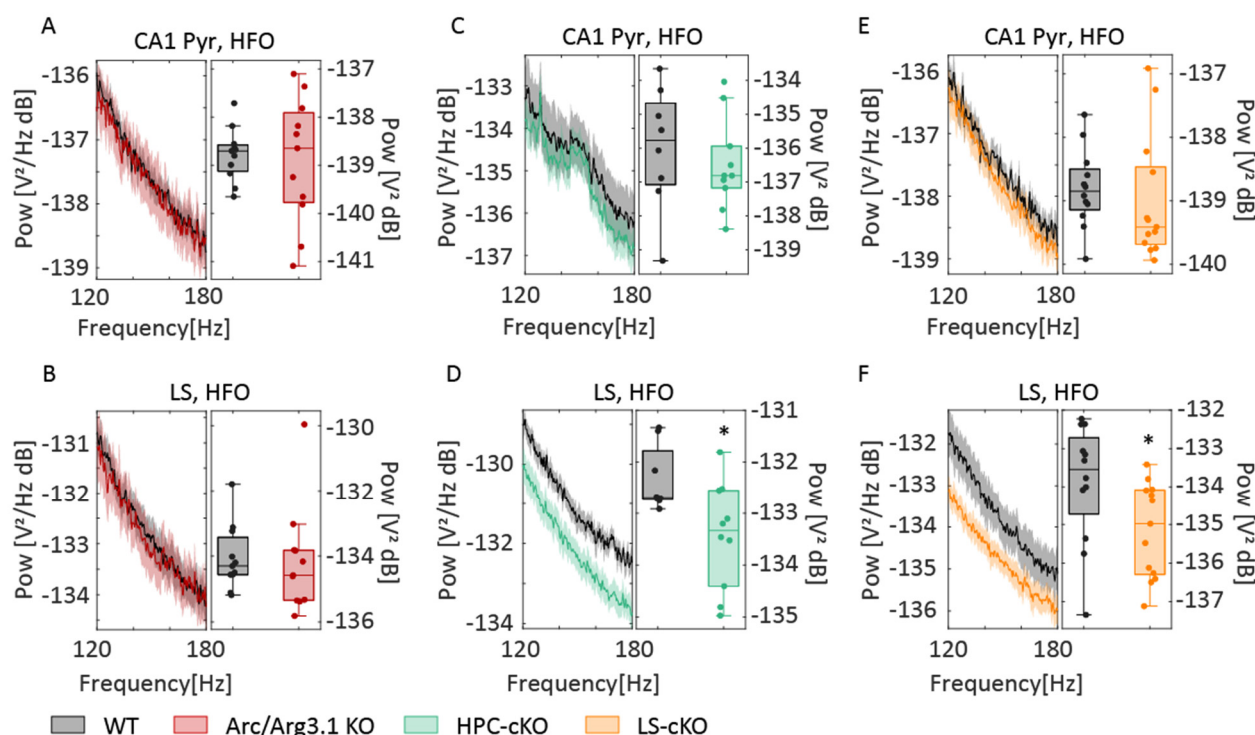 A
CA1 Pyr, HFO
Pow [V²/Hz dB]
-136
-137
-138
-139
120
180
Frequency[Hz]
-137
-138
-139
-140
-141
Pow [V² dB]
C
CA1 Pyr, HFO
Pow [V²/Hz dB]
-133
-134
-135
-136
-137
120
180
Frequency[Hz]
-134
-135
-136
-137
-138
-139
Pow [V² dB]
E
CA1 Pyr, HFO
Pow [V²/Hz dB]
-136
-137
-138
-139
120
180
Frequency[Hz]
-137
-138
-139
-140
Pow [V² dB]
B
LS, HFO
Pow [V²/Hz dB]
-131
-132
-133
-134
120
180
Frequency[Hz]
-130
-132
-134
-136
Pow [V² dB]
D
LS, HFO
Pow [V²/Hz dB]
-130
-132
-134
120
180
Frequency[Hz]
*
-131
-132
-133
-134
-135
Pow [V² dB]
F
LS, HFO
Pow [V²/Hz dB]
-132
-133
-134
-135
-136
120
180
Frequency[Hz]
*
-132
-133
-134
-135
-136
-137
Pow [V² dB]
WT Arc/Arg3.1 KO HPC-cKO LS-cKO